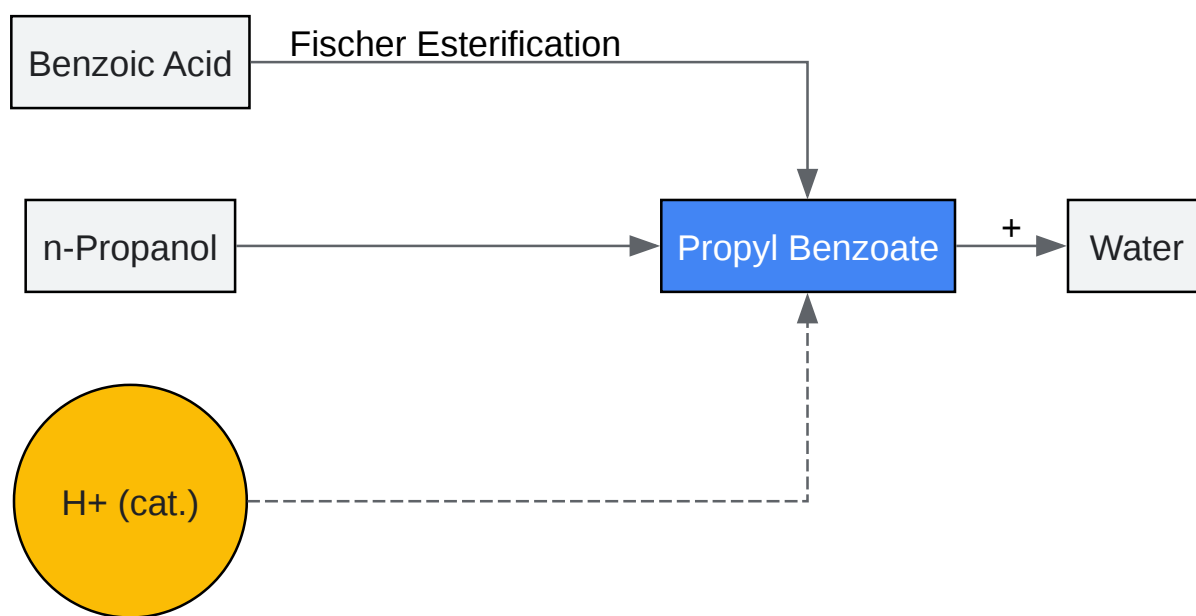 Fischer Esterification
Benzoic Acid
n-Propanol
Propyl Benzoate
+
Water
H+ (cat.)